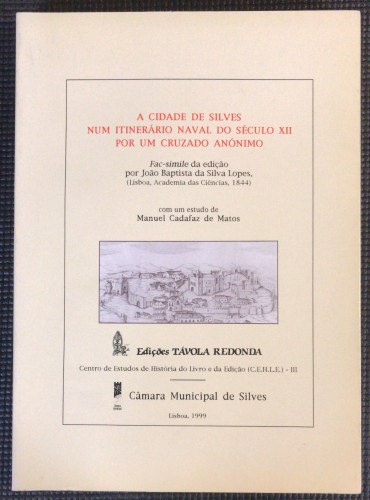 A CIDADE DE SILVES
NUM ITINERÁRIO NAVAL DO SÉCULO XII
POR UM CRUZADO ANÓNIMO
Fac-simile da edição
por João Baptista da Silva Lopes,
(Lisboa, Academia das Ciências, 1844)
com um estudo de
Manuel Cadafaz de Matos
Edições TÁVOLA REDONDA
Centro de Estudos de História do Livro e da Edição (C.E.H.L.E.) - III
Câmara Municipal de Silves
Lisboa, 1999